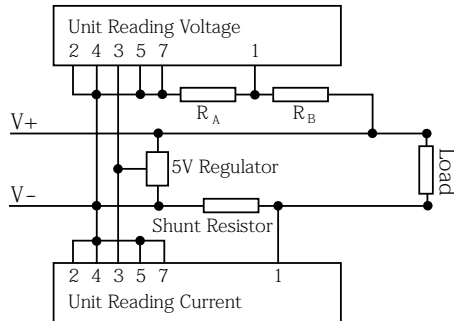 Unit Reading Voltage
2 4 3 5 7 1
R A R B
V+
5V Regulator
Load
V-
Shunt Resistor
2 4 3 5 7 1
Unit Reading Current